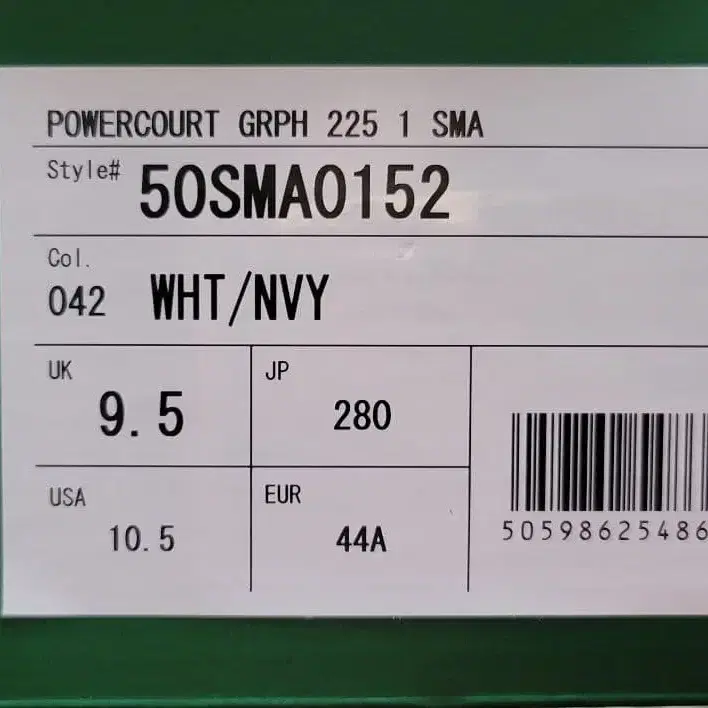 POWERCOURT GRPH 225 1 SMA
Style# 50SMA0152
Col.
042 WHT/NVY
UK
9.5
JP
280
USA
10.5
EUR
44A
50598625486